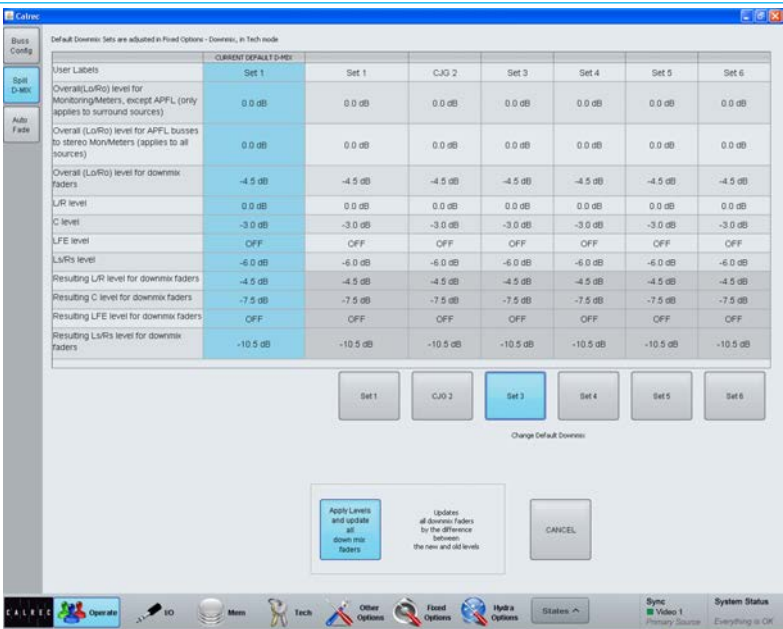 Calrec
Buss
Config
Split
D-MIX
Auto
Fade
Default Downmix Sets are adjusted in Fixed Options - Downmix, in Tech mode
CURRENT DEFAULT D-MIX
User Labels Set 1 Set 1 CJG 2 Set 3 Set 4 Set 5 Set 6
Overall(Lo/Ro) level for
Monitoring/Meters, except APFL (only
applies to surround sources)
0.0 dB 0.0 dB 0.0 dB 0.0 dB 0.0 dB 0.0 dB 0.0 dB
Overall (Lo/Ro) level for APFL busses
to stereo Mon/Meters (applies to all
sources)
0.0 dB 0.0 dB 0.0 dB 0.0 dB 0.0 dB 0.0 dB 0.0 dB
Overall (Lo/Ro) level for downmix
faders
-4.5 dB -4.5 dB -4.5 dB -4.5 dB -4.5 dB -4.5 dB -4.5 dB
L/R level 0.0 dB 0.0 dB 0.0 dB 0.0 dB 0.0 dB 0.0 dB 0.0 dB
C level -3.0 dB -3.0 dB -3.0 dB -3.0 dB -3.0 dB -3.0 dB -3.0 dB
LFE level OFF OFF OFF OFF OFF OFF OFF
Ls/Rs level -6.0 dB -6.0 dB -6.0 dB -6.0 dB -6.0 dB -6.0 dB -6.0 dB
Resulting L/R level for downmix faders -4.5 dB -4.5 dB -4.5 dB -4.5 dB -4.5 dB -4.5 dB -4.5 dB
Resulting C level for downmix faders -7.5 dB -7.5 dB -7.5 dB -7.5 dB -7.5 dB -7.5 dB -7.5 dB
Resulting LFE level for downmix faders OFF OFF OFF OFF OFF OFF OFF
Resulting Ls/Rs level for downmix
faders
-10.5 dB -10.5 dB -10.5 dB -10.5 dB -10.5 dB -10.5 dB -10.5 dB
Set 1 CJG 2 Set 3 Set 4 Set 5 Set 6
Change Default Downmix
Apply Levels
and update
all
down mix
faders
Updates
all downmix faders
by the difference
between
the new and old levels
CANCEL
CALREC
Operate
I/O
Mem
Tech
Other
Options
Fixed
Options
Hydra
Options
States
Sync
Video 1
Primary Source
System Status
Everything is OK